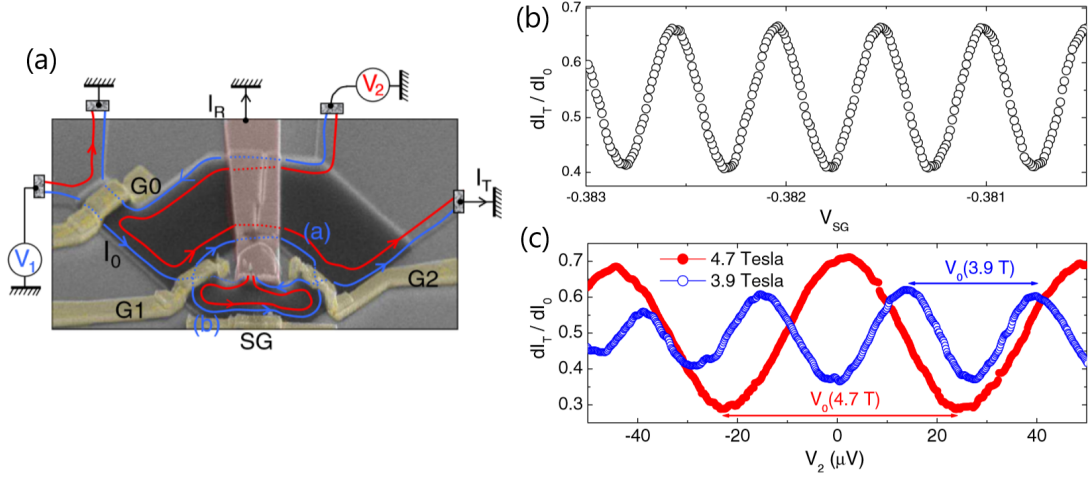 (a)
I_R
V_2
G0
I_T
(a)
V_1
I_0
G1
G2
(b)
SG
(b)
0.7
0.6
0.5
0.4
dI_T / dI_0
-0.383
-0.382
-0.381
V_SG
(c)
0.7
0.6
0.5
0.4
0.3
dI_T / dI_0
4.7 Tesla
3.9 Tesla
V_0(3.9 T)
V_0(4.7 T)
-40
-20
0
20
40
V_2 (μV)